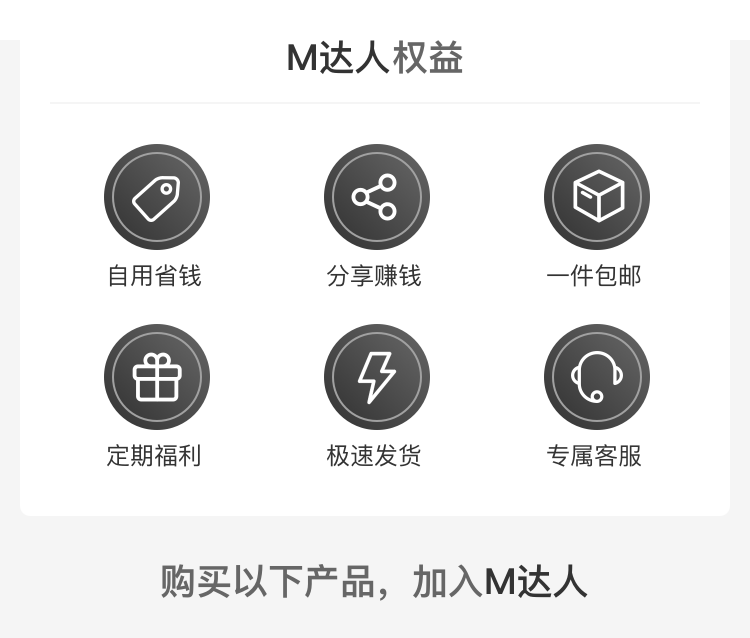 M达人权益
自用省钱
分享赚钱
一件包邮
定期福利
极速发货
专属客服
购买以下产品，加入M达人